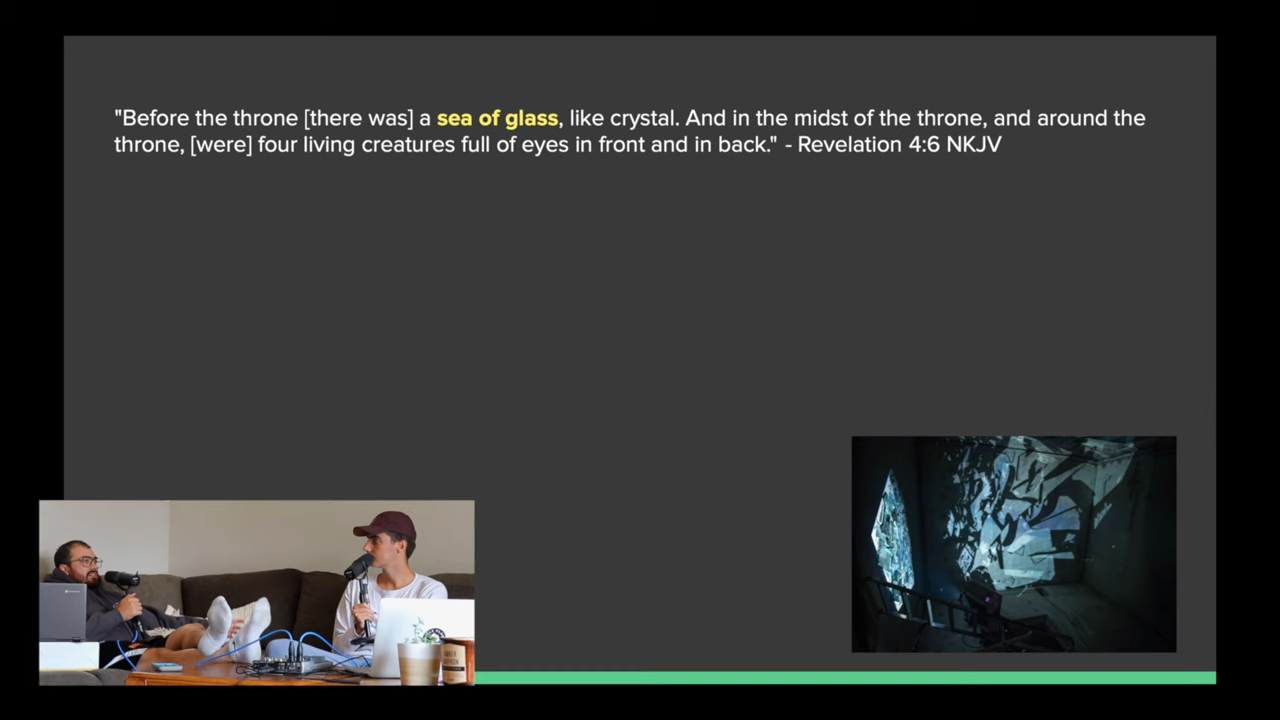 "Before the throne [there was] a sea of glass, like crystal. And in the midst of the throne, and around the
throne, [were] four living creatures full of eyes in front and in back." - Revelation 4:6 NKJV